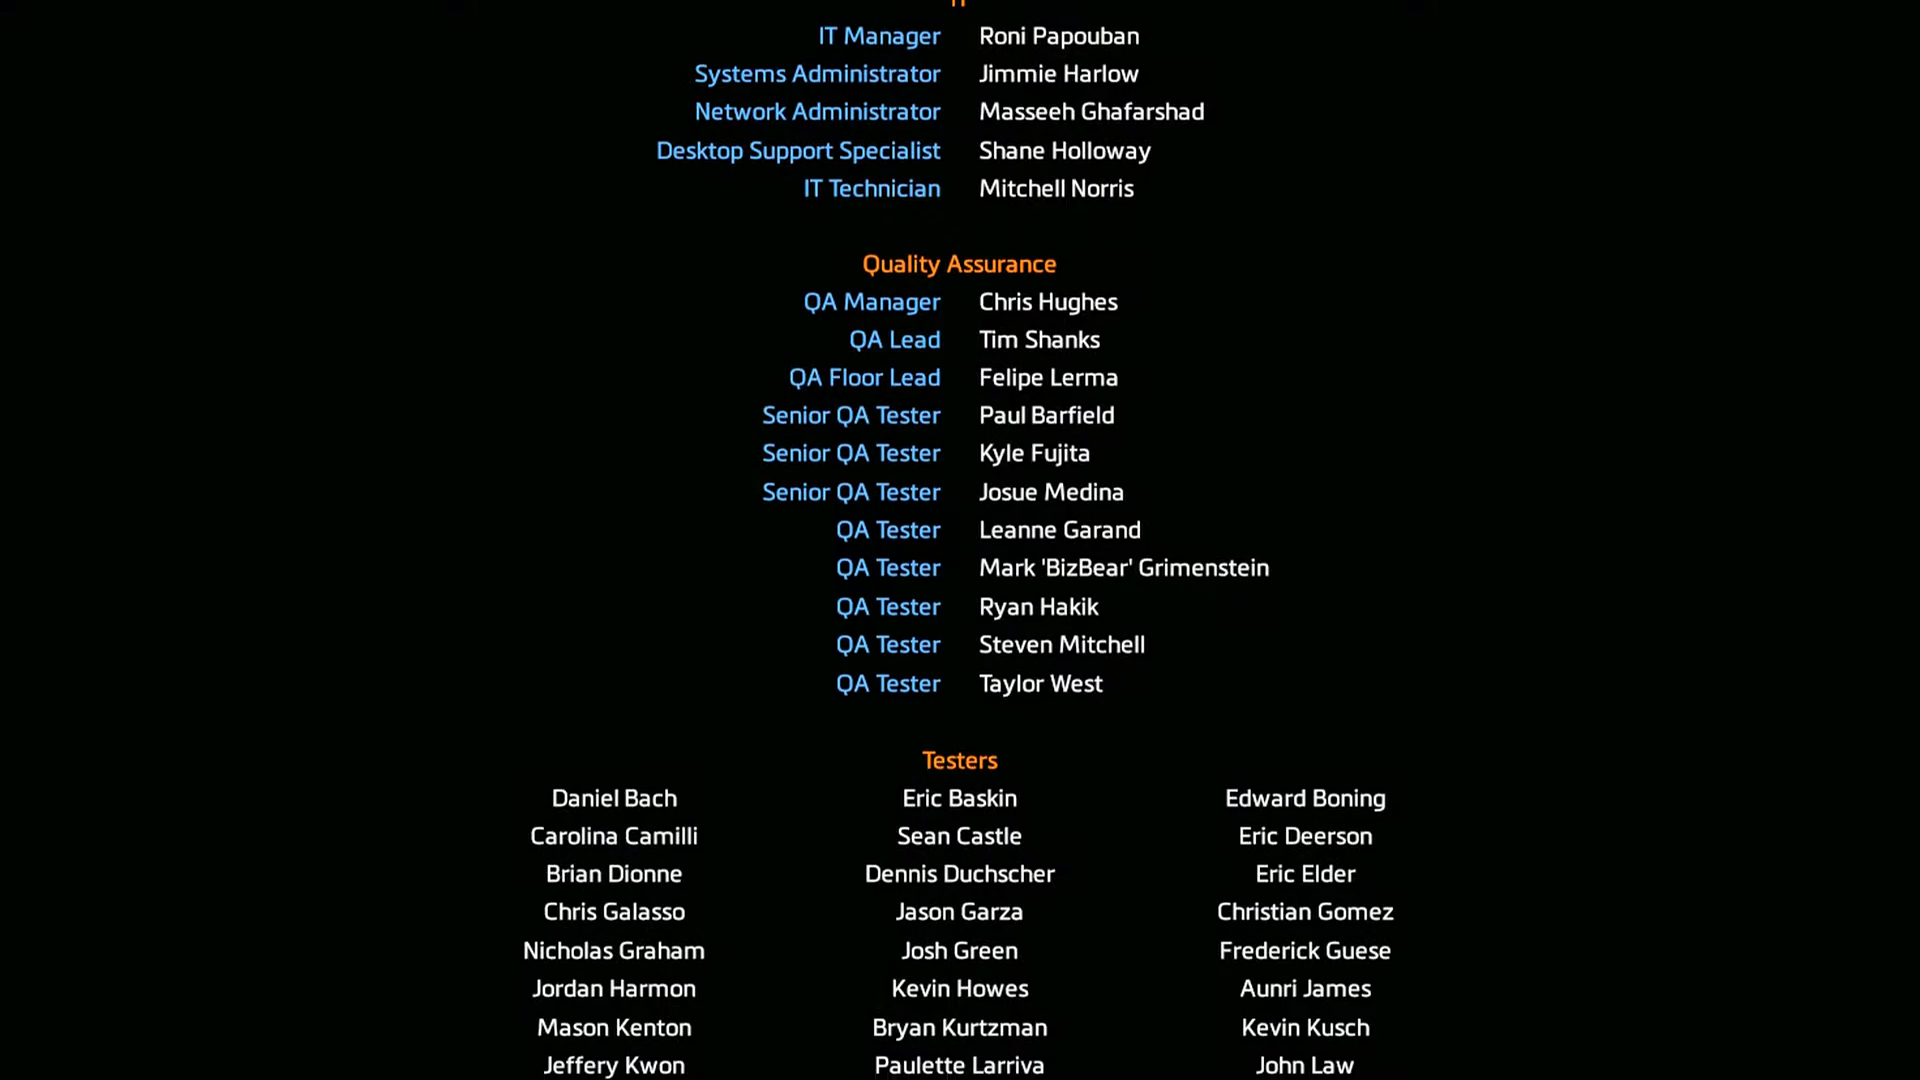 IT Manager Roni Papouban
Systems Administrator Jimmie Harlow
Network Administrator Masseeh Ghafarshad
Desktop Support Specialist Shane Holloway
IT Technician Mitchell Norris
Quality Assurance
QA Manager Chris Hughes
QA Lead Tim Shanks
QA Floor Lead Felipe Lerma
Senior QA Tester Paul Barfield
Senior QA Tester Kyle Fujita
Senior QA Tester Josue Medina
QA Tester Leanne Garand
QA Tester Mark 'BizBear' Grimenstein
QA Tester Ryan Hakik
QA Tester Steven Mitchell
QA Tester Taylor West
Testers
Daniel Bach Eric Baskin Edward Boning
Carolina Camilli Sean Castle Eric Deerson
Brian Dionne Dennis Duchscher Eric Elder
Chris Galasso Jason Garza Christian Gomez
Nicholas Graham Josh Green Frederick Guese
Jordan Harmon Kevin Howes Aunri James
Mason Kenton Bryan Kurtzman Kevin Kusch
Jeffery Kwon Paulette Larriva John Law